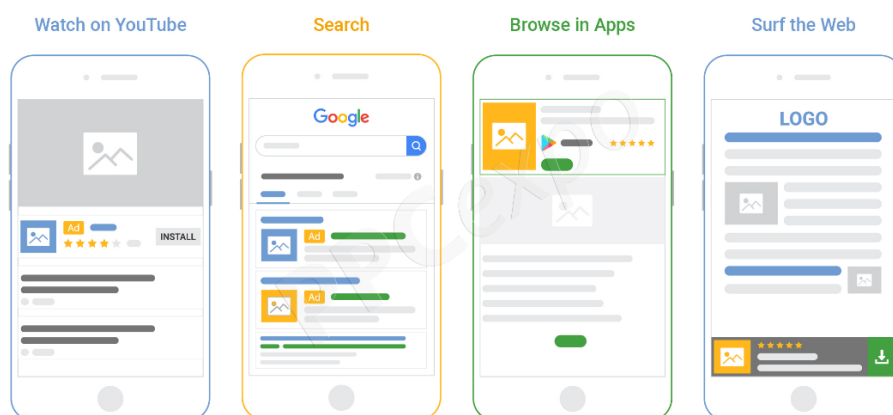 Watch on YouTube
Search
Browse in Apps
Surf the Web
Ad
INSTALL
Google
Ad
Ad
LOGO
PPCexpo